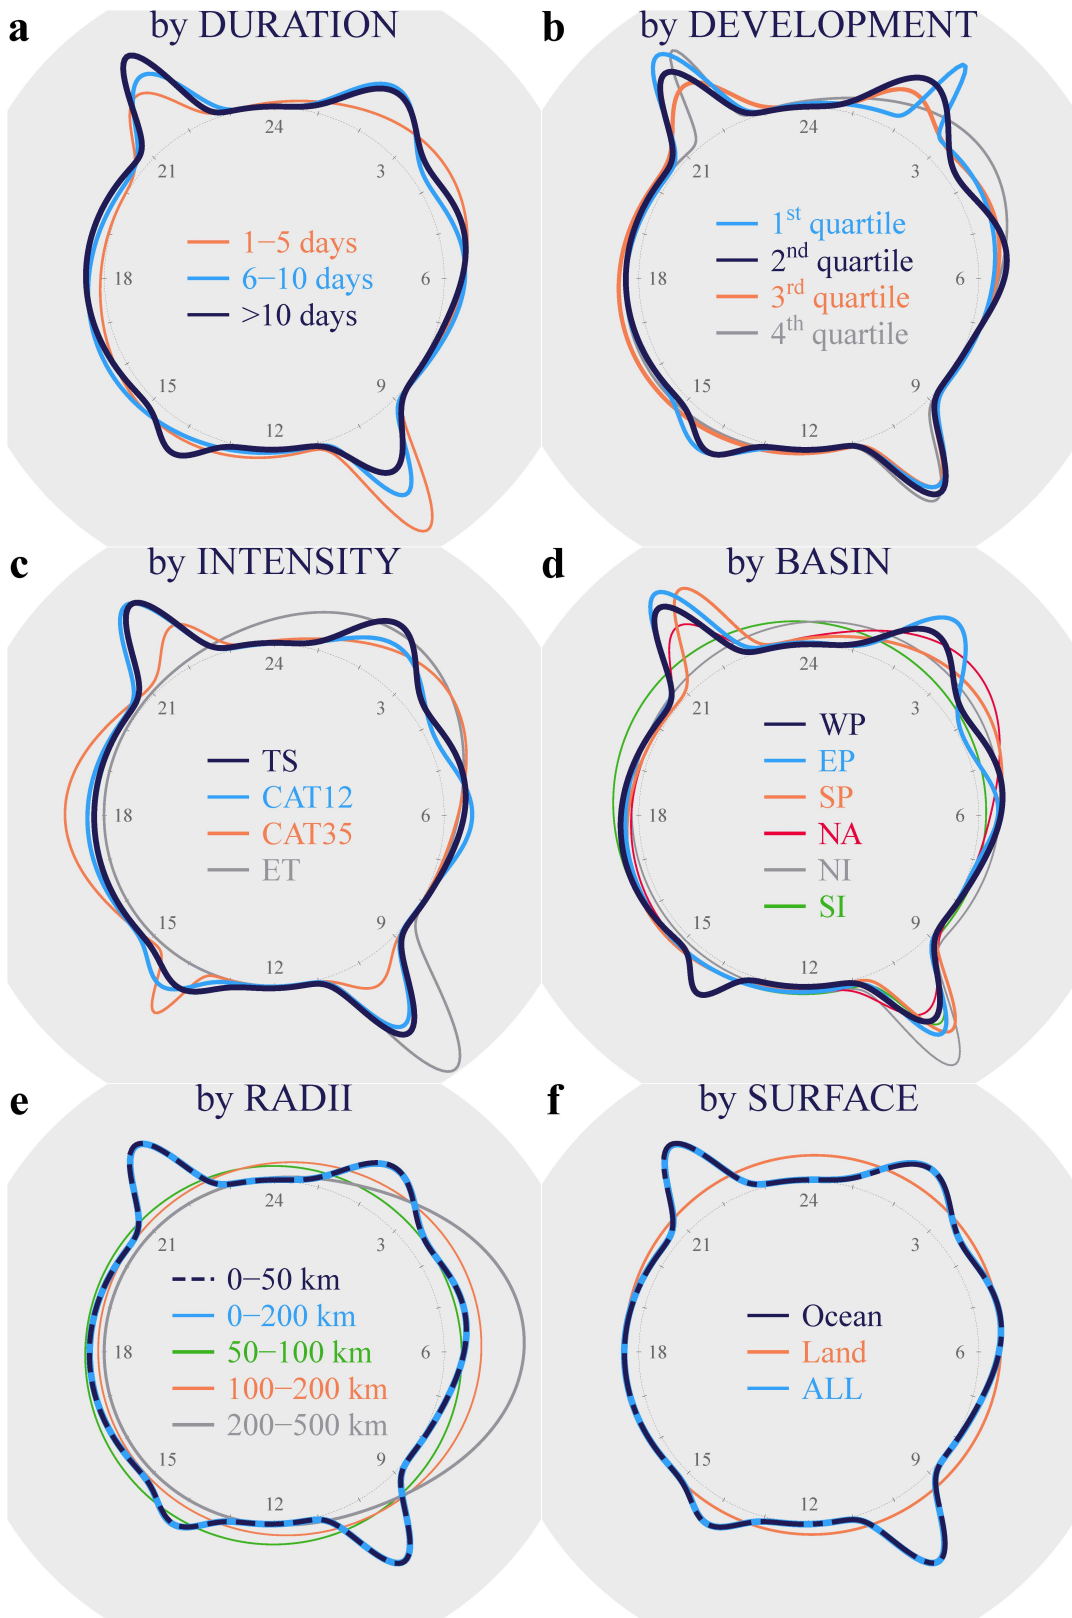 a
by DURATION
24
3
6
9
12
15
18
21
1−5 days
6−10 days
>10 days
b
by DEVELOPMENT
24
3
6
9
12
15
18
21
1st quartile
2nd quartile
3rd quartile
4th quartile
c
by INTENSITY
24
3
6
9
12
15
18
21
TS
CAT12
CAT35
ET
d
by BASIN
24
3
6
9
12
15
18
21
WP
EP
SP
NA
NI
SI
e
by RADII
24
3
6
9
12
15
18
21
0−50 km
0−200 km
50−100 km
100−200 km
200−500 km
f
by SURFACE
24
3
6
9
12
15
18
21
Ocean
Land
ALL